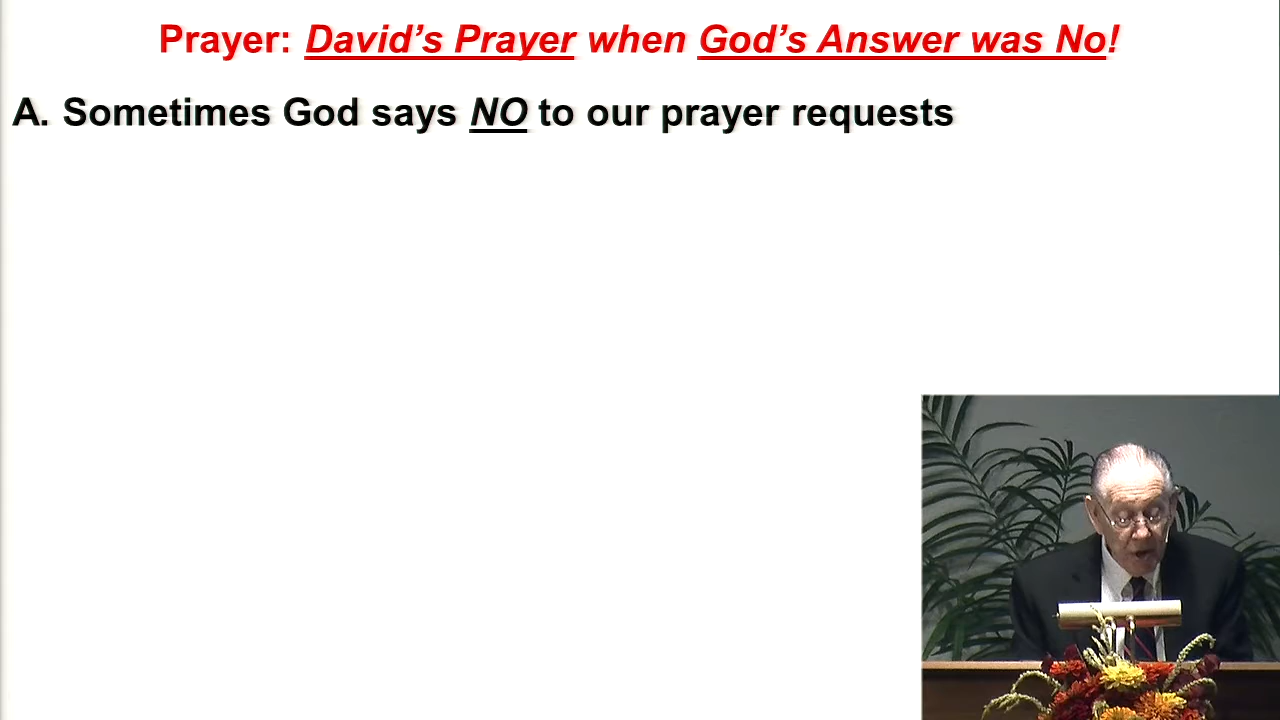 Prayer: David’s Prayer when God’s Answer was No!
A. Sometimes God says NO to our prayer requests